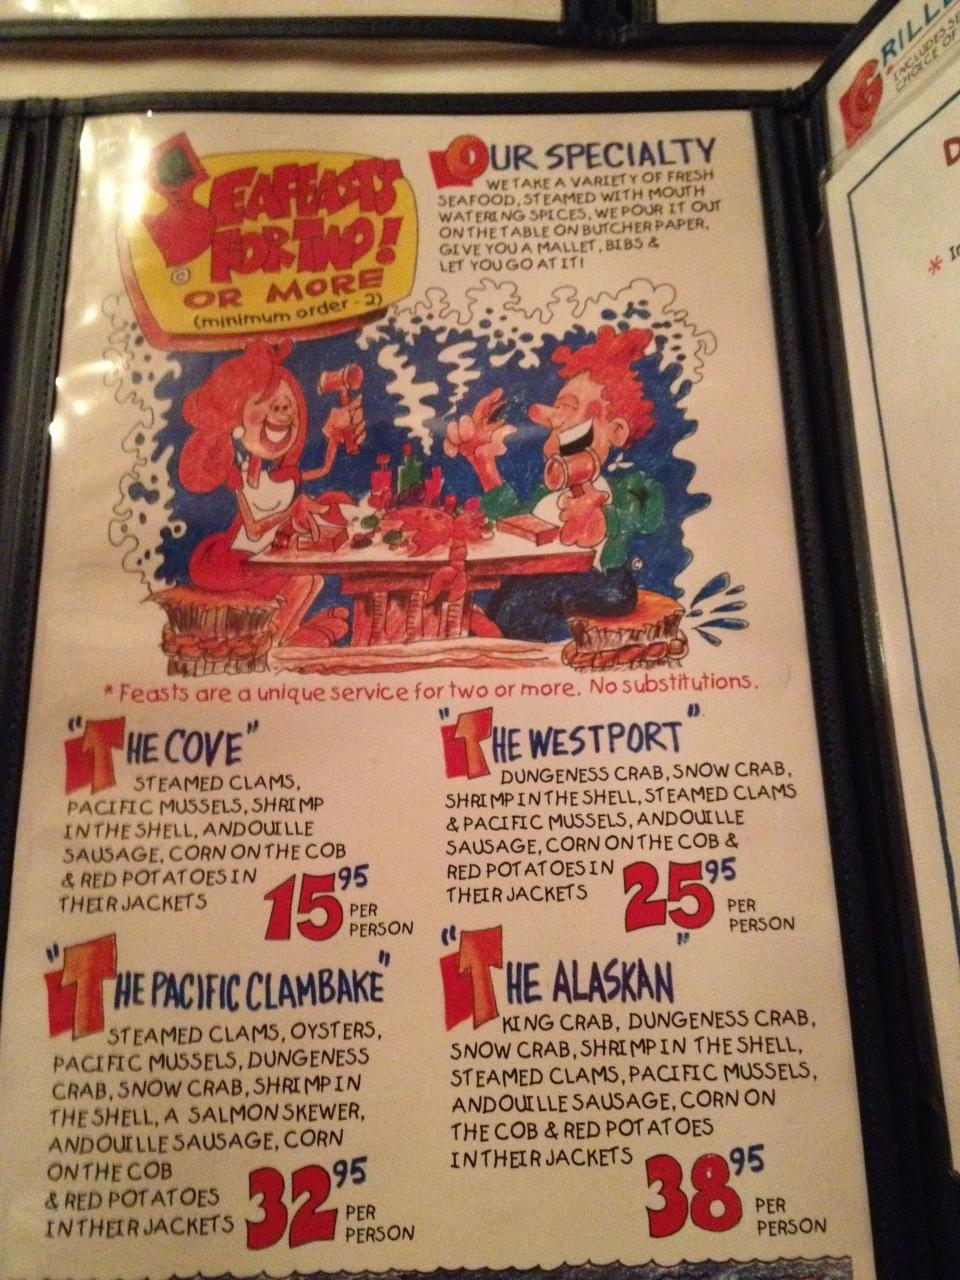 SEAFEASTS
FOR TWO!
©
OR MORE
(minimum order - 2)
OUR SPECIALTY
WE TAKE A VARIETY OF FRESH
SEAFOOD, STEAMED WITH MOUTH
WATERING SPICES, WE POUR IT OUT
ON THE TABLE ON BUTCHER PAPER,
GIVE YOU A MALLET, BIBS &
LET YOU GO AT IT!
©
* Feasts are a unique service for two or more. No substitutions.
"THE COVE"
STEAMED CLAMS,
PACIFIC MUSSELS, SHRIMP
IN THE SHELL, ANDOUILLE
SAUSAGE, CORN ON THE COB
& RED POTATOES IN
THEIR JACKETS
15 95
PER
PERSON
"THE WESTPORT"
DUNGENESS CRAB, SNOW CRAB,
SHRIMP IN THE SHELL, STEAMED CLAMS
& PACIFIC MUSSELS, ANDOUILLE
SAUSAGE, CORN ON THE COB &
RED POTATOES IN
THEIR JACKETS
25 95
PER
PERSON
"THE PACIFIC CLAMBAKE"
STEAMED CLAMS, OYSTERS,
PACIFIC MUSSELS, DUNGENESS
CRAB, SNOW CRAB, SHRIMP IN
THE SHELL, A SALMON SKEWER,
ANDOUILLE SAUSAGE, CORN
ON THE COB
& RED POTATOES
IN THEIR JACKETS
32 95
PER
PERSON
"THE ALASKAN"
KING CRAB, DUNGENESS CRAB,
SNOW CRAB, SHRIMP IN THE SHELL,
STEAMED CLAMS, PACIFIC MUSSELS,
ANDOUILLE SAUSAGE, CORN ON
THE COB & RED POTATOES
IN THEIR JACKETS
38 95
PER
PERSON
CHOICE OF